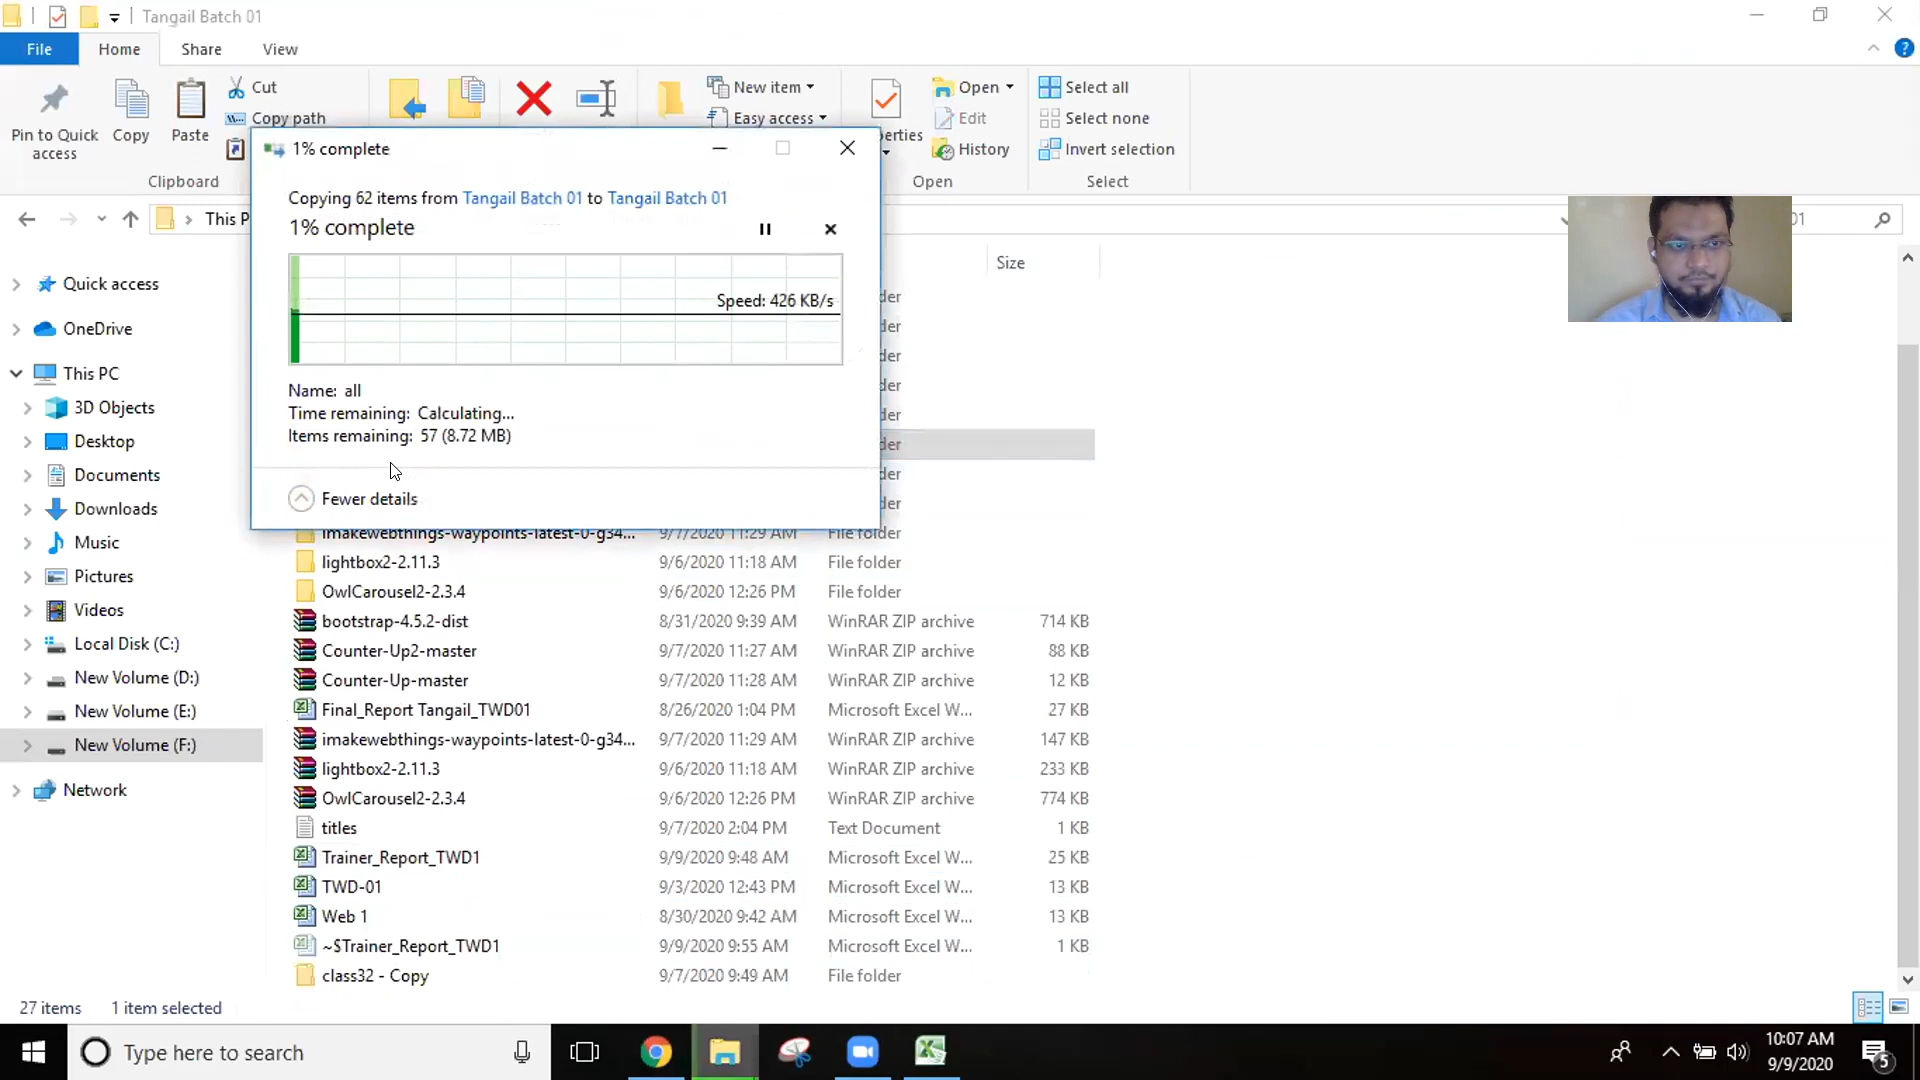 Tangail Batch 01
File Home Share View
Pin to Quick access
Copy
Paste
Cut
Copy path
New item
Easy access
Open
Edit
History
Select all
Select none
Invert selection
Clipboard
Open
Select
1% complete
Copying 62 items from Tangail Batch 01 to Tangail Batch 01
1% complete
Speed: 426 KB/s
Name: all
Time remaining: Calculating...
Items remaining: 57 (8.72 MB)
Fewer details
Size
Quick access
OneDrive
This PC
3D Objects
Desktop
Documents
Downloads
Music
Pictures
Videos
Local Disk (C:)
New Volume (D:)
New Volume (E:)
New Volume (F:)
Network
imakewebthings-waypoints-latest-0-g34... 9/7/2020 11:29 AM File folder
lightbox2-2.11.3 9/6/2020 11:18 AM File folder
OwlCarousel2-2.3.4 9/6/2020 12:26 PM File folder
bootstrap-4.5.2-dist 8/31/2020 9:39 AM WinRAR ZIP archive 714 KB
Counter-Up2-master 9/7/2020 11:27 AM WinRAR ZIP archive 88 KB
Counter-Up-master 9/7/2020 11:28 AM WinRAR ZIP archive 12 KB
Final_Report Tangail_TWD01 8/26/2020 1:04 PM Microsoft Excel W... 27 KB
imakewebthings-waypoints-latest-0-g34... 9/7/2020 11:29 AM WinRAR ZIP archive 147 KB
lightbox2-2.11.3 9/6/2020 11:18 AM WinRAR ZIP archive 233 KB
OwlCarousel2-2.3.4 9/6/2020 12:26 PM WinRAR ZIP archive 774 KB
titles 9/7/2020 2:04 PM Text Document 1 KB
Trainer_Report_TWD1 9/9/2020 9:48 AM Microsoft Excel W... 25 KB
TWD-01 9/3/2020 12:43 PM Microsoft Excel W... 13 KB
Web 1 8/30/2020 9:42 AM Microsoft Excel W... 13 KB
~$Trainer_Report_TWD1 9/9/2020 9:55 AM Microsoft Excel W... 1 KB
class32 - Copy 9/7/2020 9:49 AM File folder
27 items 1 item selected
Type here to search
10:07 AM
9/9/2020
5